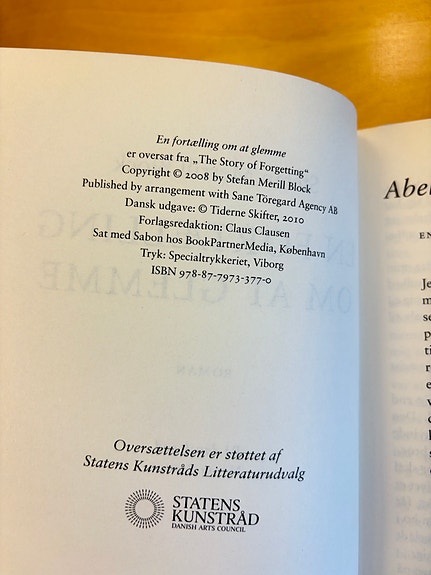 En fortælling om at glemme
er oversat fra „The Story of Forgetting“
Copyright © 2008 by Stefan Merill Block
Published by arrangement with Sane Töregard Agency AB
Dansk udgave: © Tiderne Skifter, 2010
Forlagsredaktion: Claus Clausen
Sat med Sabon hos BookPartnerMedia, København
Tryk: Specialtrykkeriet, Viborg
ISBN 978-87-7973-377-0
Oversættelsen er støttet af
Statens Kunstråds Litteraturudvalg
STATENS
KUNSTRÅD
DANISH ARTS COUNCIL